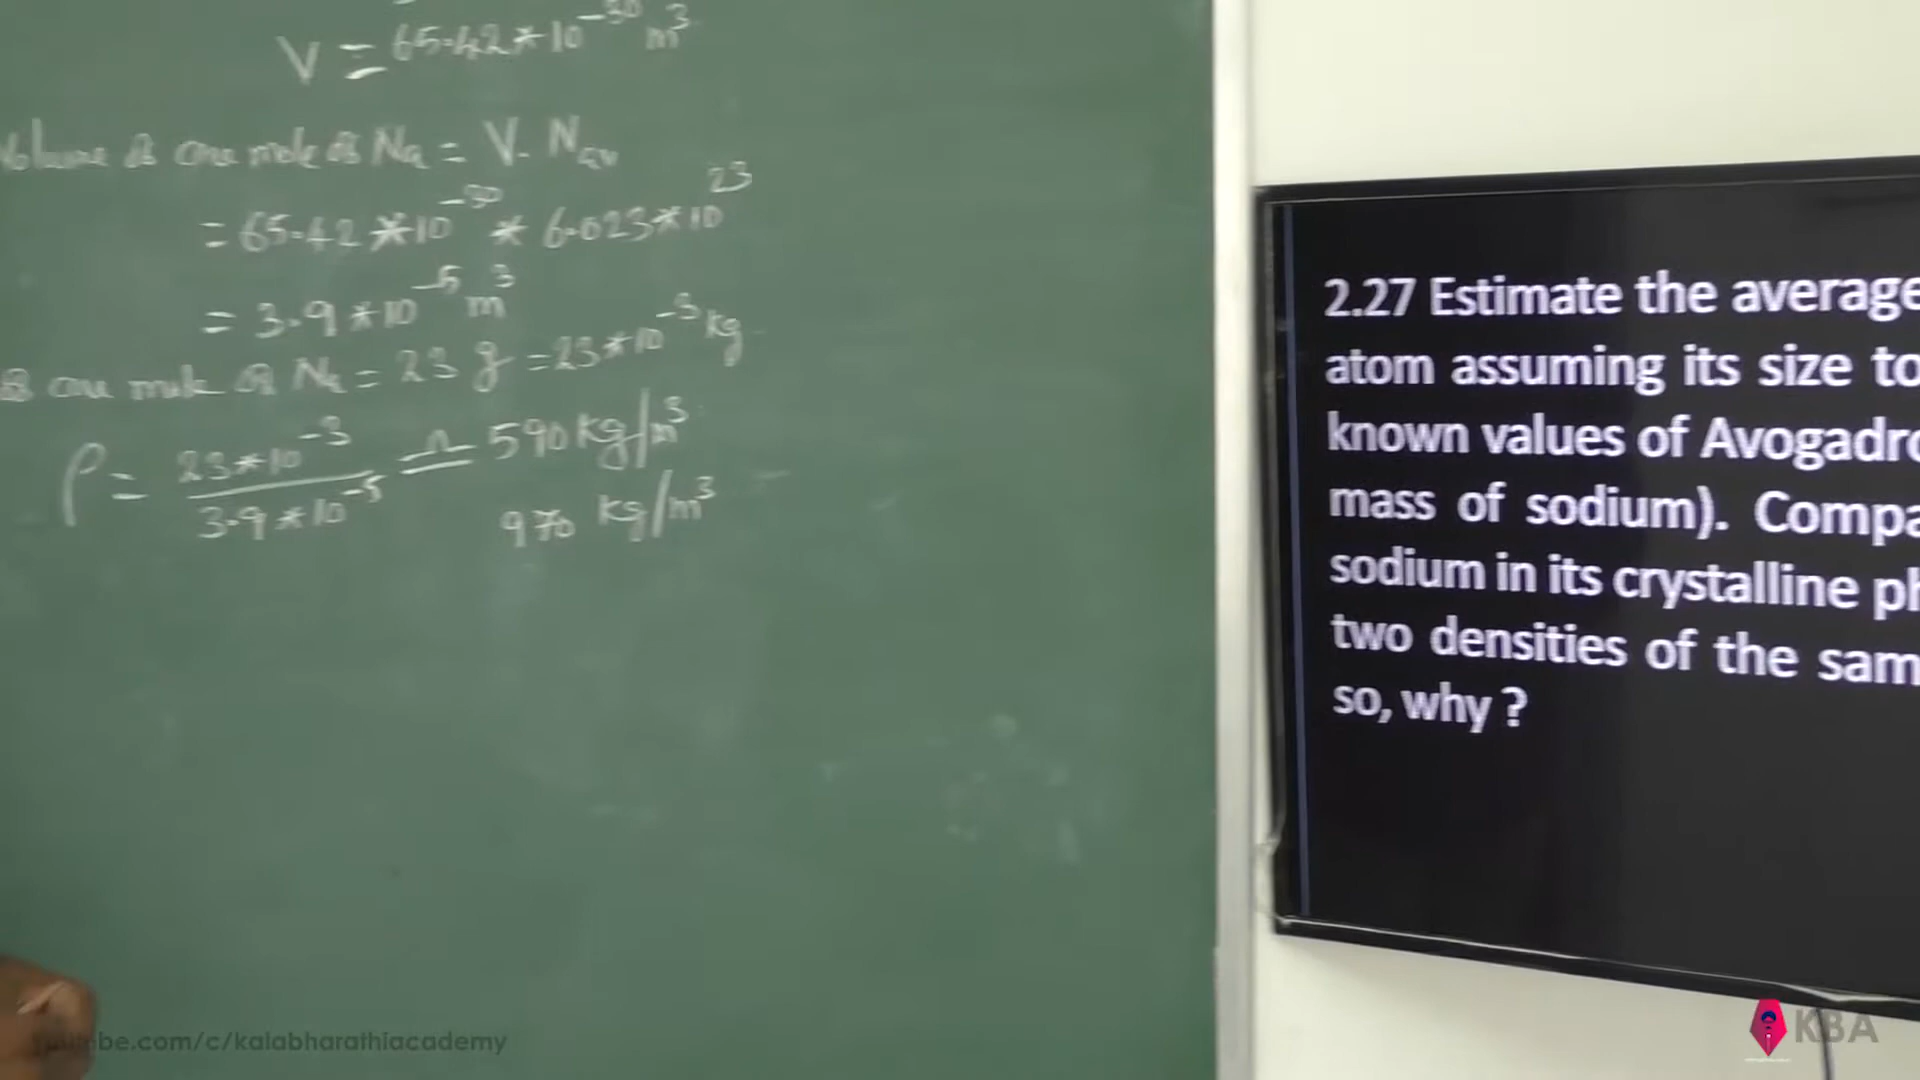 V = 65.42*10^-30 m^3
Volume of one mole of Na = V. N_av
= 65.42*10^-30 * 6.023*10^23
= 3.9*10^-5 m^3
of one mole of Na = 23 g = 23*10^-3 kg
ρ = 23*10^-3 / 3.9*10^-5 ≏ 590 kg/m^3
970 kg/m^3
2.27 Estimate the average
atom assuming its size to
known values of Avogadro
mass of sodium). Compa
sodium in its crystalline ph
two densities of the sam
so, why ?
youtube.com/c/kalabharathiacademy
KBA